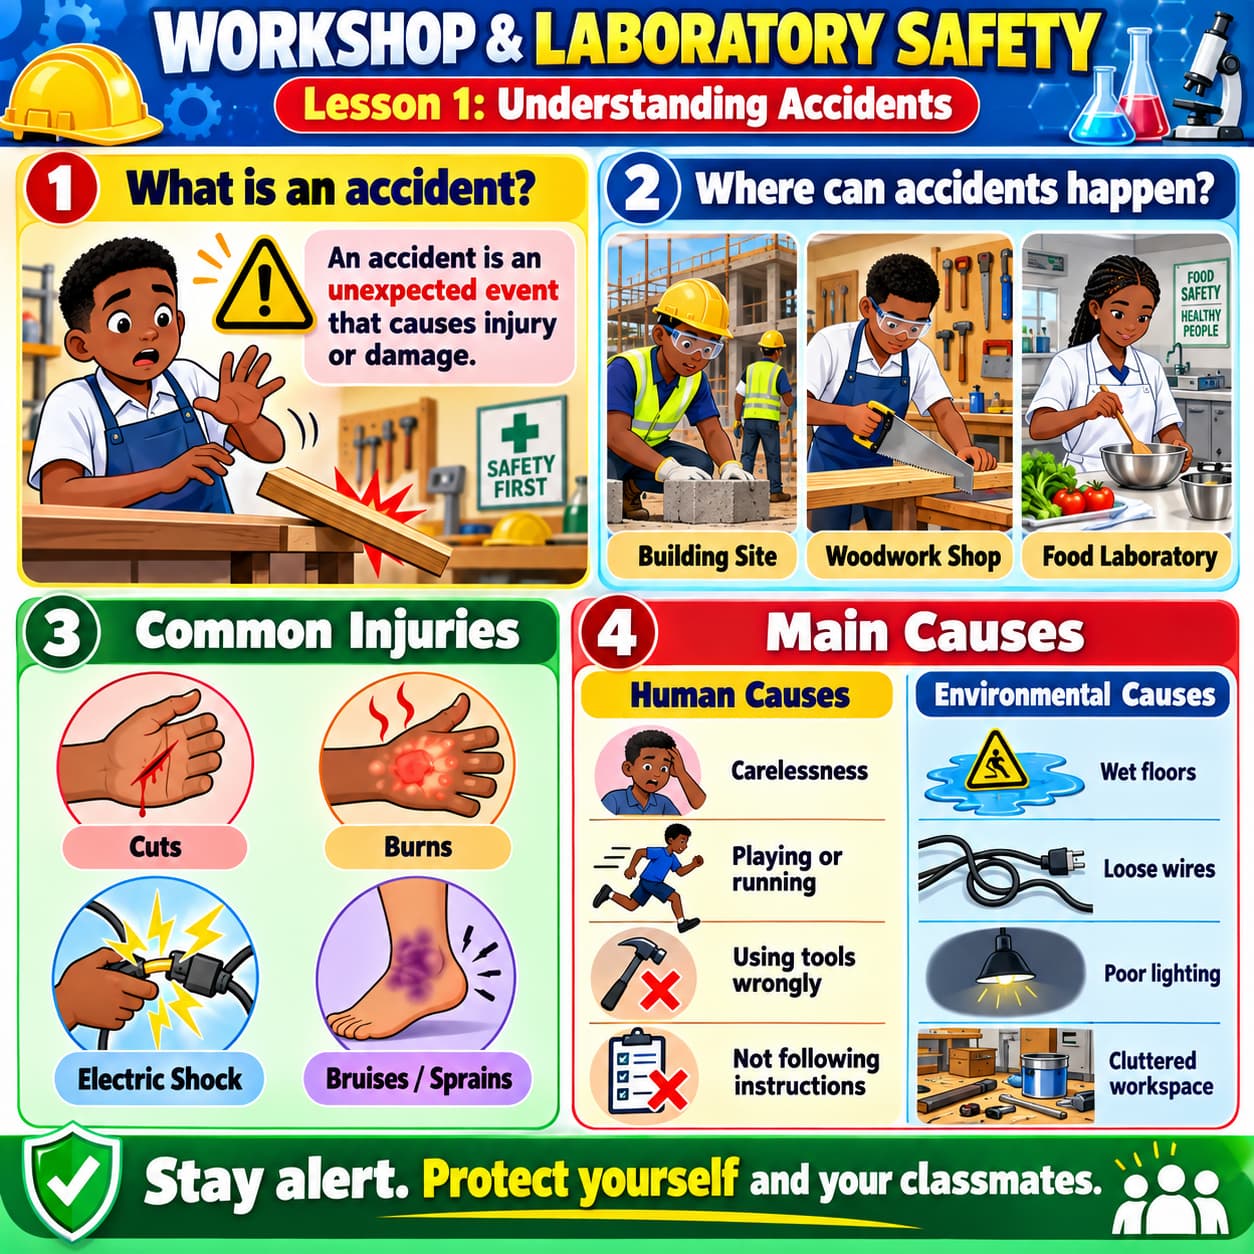 WORKSHOP & LABORATORY SAFETY
Lesson 1: Understanding Accidents
1 What is an accident?
An accident is an
unexpected event
that causes injury
or damage.
SAFETY
FIRST
2 Where can accidents happen?
FOOD
SAFETY
HEALTHY
PEOPLE
Building Site
Woodwork Shop
Food Laboratory
3 Common Injuries
Cuts
Burns
Electric Shock
Bruises / Sprains
4 Main Causes
Human Causes
Carelessness
Playing or
running
Using tools
wrongly
Not following
instructions
Environmental Causes
Wet floors
Loose wires
Poor lighting
Cluttered
workspace
Stay alert. Protect yourself and your classmates.